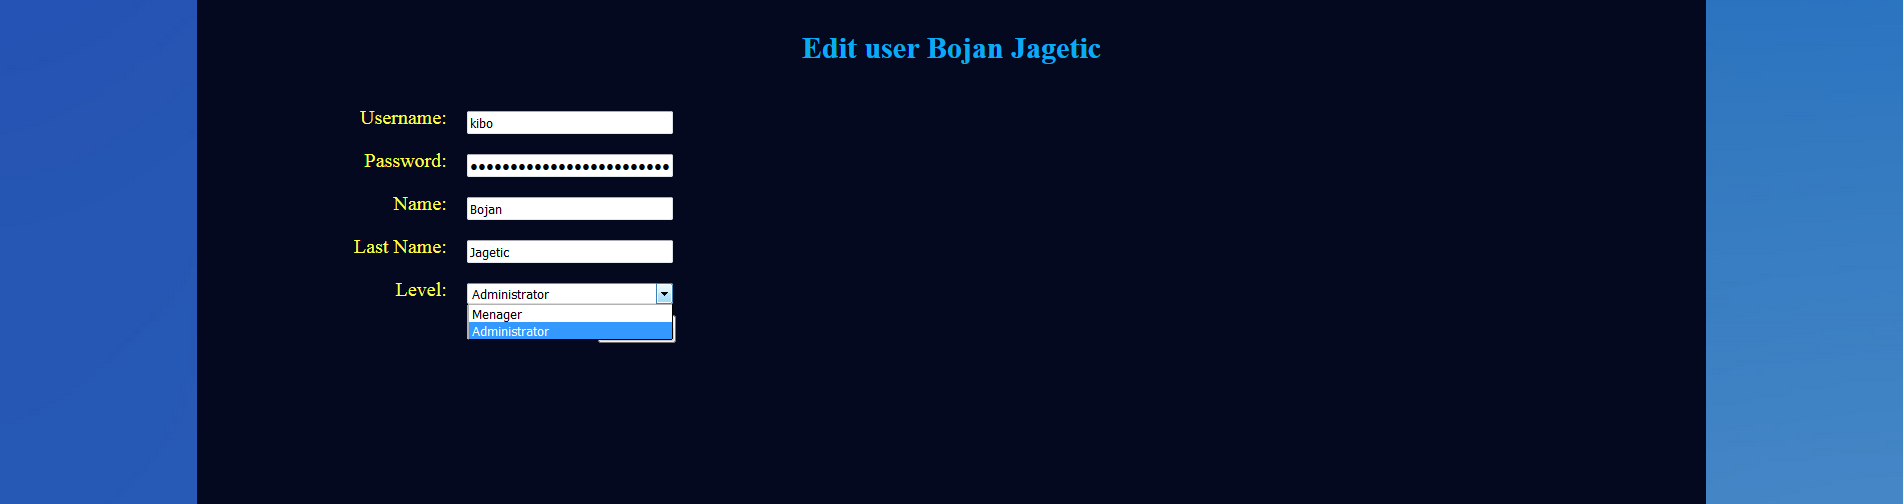 Edit user Bojan Jagetic
Username: kibo
Password: •••••••••••••••••••••••••
Name: Bojan
Last Name: Jagetic
Level: Administrator
Menager
Administrator